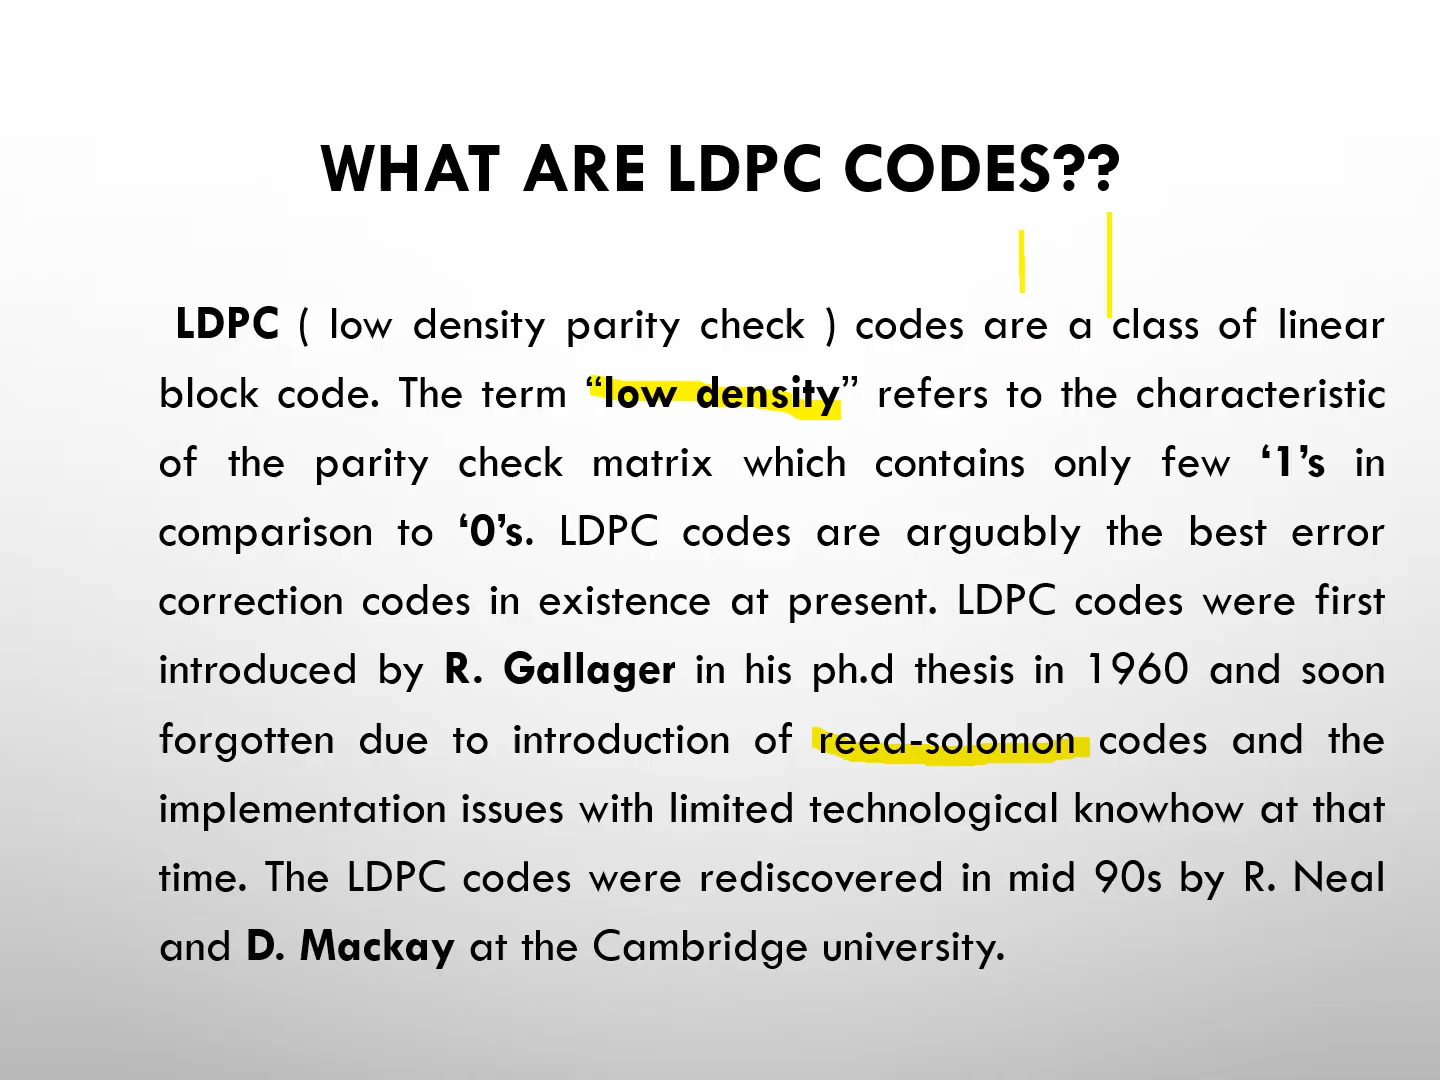 WHAT ARE LDPC CODES??
LDPC ( low density parity check ) codes are a class of linear
block code. The term “low density” refers to the characteristic
of the parity check matrix which contains only few ‘1’s in
comparison to ‘0’s. LDPC codes are arguably the best error
correction codes in existence at present. LDPC codes were first
introduced by R. Gallager in his ph.d thesis in 1960 and soon
forgotten due to introduction of reed-solomon codes and the
implementation issues with limited technological knowhow at that
time. The LDPC codes were rediscovered in mid 90s by R. Neal
and D. Mackay at the Cambridge university.